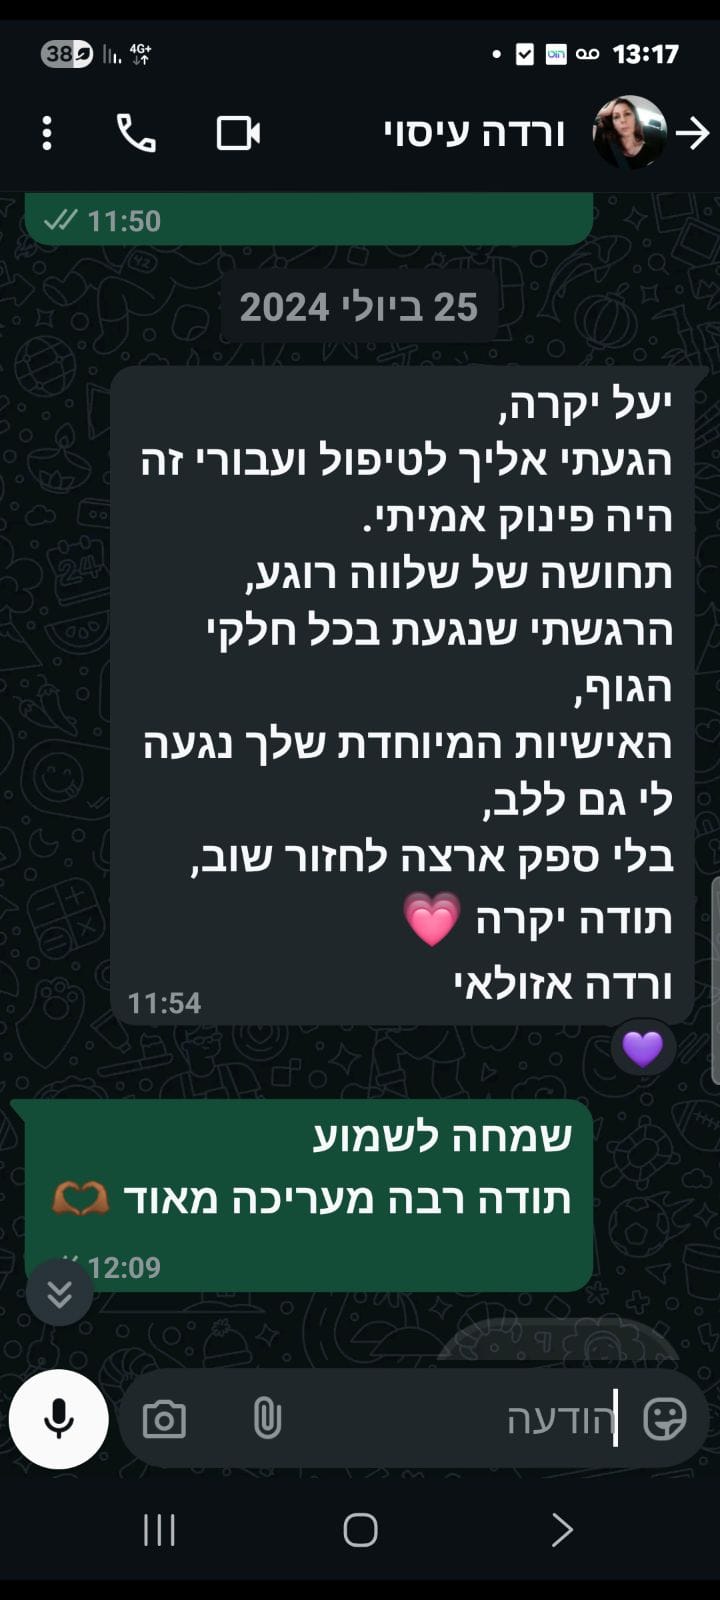 38
4G+
13:17
ורדה עיסוי
11:50
25 ביולי 2024
יעל יקרה,
הגעתי אליך לטיפול ועבורי זה
היה פינוק אמיתי.
תחושה של שלווה רוגע,
הרגשתי שנגעת בכל חלקי
הגוף,
האישיות המיוחדת שלך נגעה
לי גם ללב,
בלי ספק ארצה לחזור שוב,
תודה יקרה 💗
ורדה אזולאי
11:54
💜
שמחה לשמוע
תודה רבה מעריכה מאוד 🫶🏾
12:09
הודעה